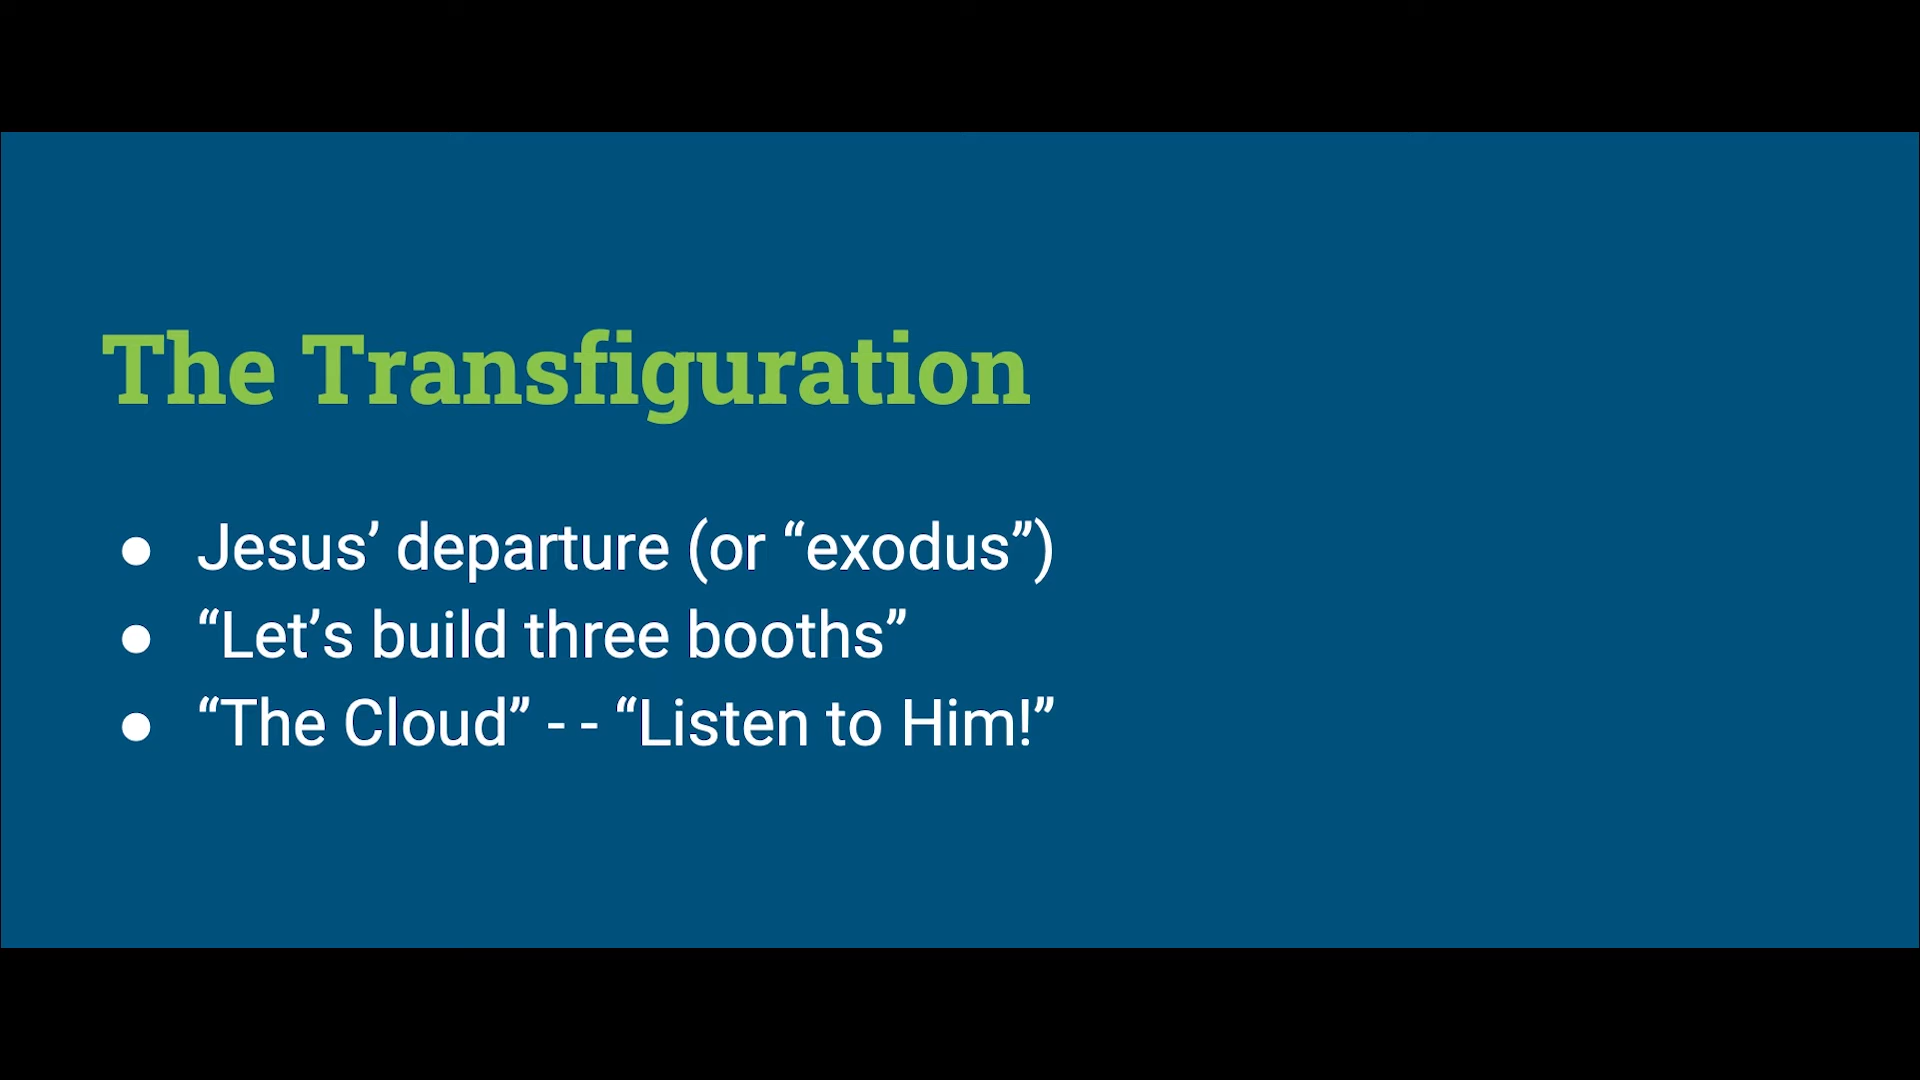 The Transfiguration
● Jesus’ departure (or “exodus”)
● “Let’s build three booths”
● “The Cloud” - - “Listen to Him!”